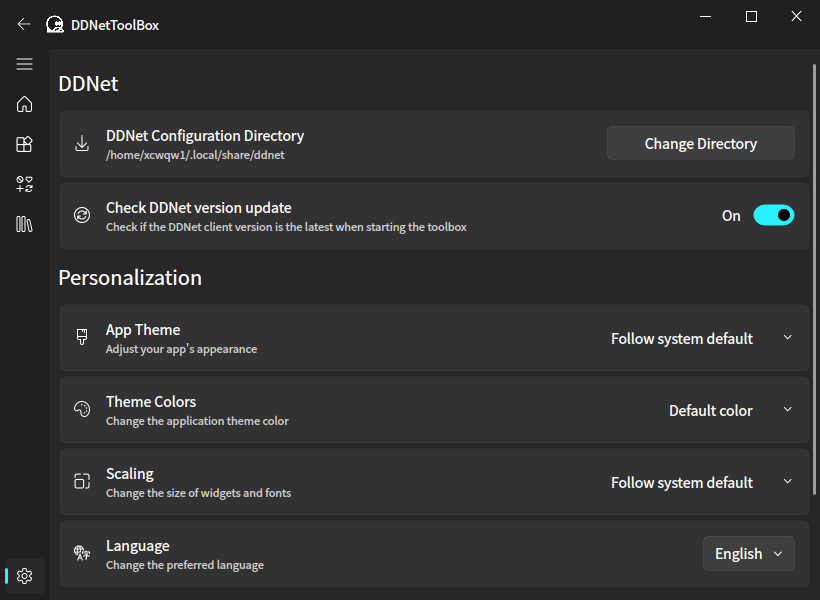 DDNetToolBox
DDNet
DDNet Configuration Directory
/home/xcwqw1/.local/share/ddnet
Change Directory
Check DDNet version update
Check if the DDNet client version is the latest when starting the toolbox
On
Personalization
App Theme
Adjust your app's appearance
Follow system default
Theme Colors
Change the application theme color
Default color
Scaling
Change the size of widgets and fonts
Follow system default
Language
Change the preferred language
English